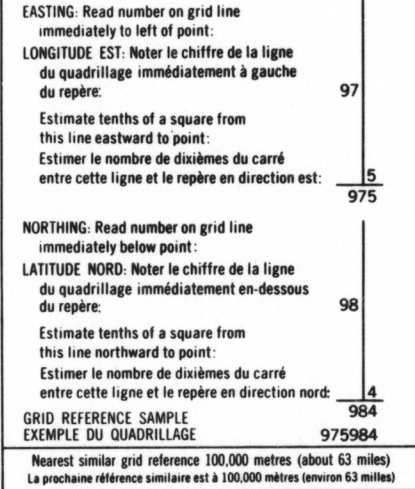 EASTING: Read number on grid line
immediately to left of point:
LONGITUDE EST: Noter le chiffre de la ligne
du quadrillage immédiatement à gauche
du repère: 97
Estimate tenths of a square from
this line eastward to point:
Estimer le nombre de dixièmes du carré
entre cette ligne et le repère en direction est: 5
975
NORTHING: Read number on grid line
immediately below point:
LATITUDE NORD: Noter le chiffre de la ligne
du quadrillage immédiatement en-dessous
du repère: 98
Estimate tenths of a square from
this line northward to point:
Estimer le nombre de dixièmes du carré
entre cette ligne et le repère en direction nord: 4
984
GRID REFERENCE SAMPLE
EXEMPLE DU QUADRILLAGE 975984
Nearest similar grid reference 100,000 metres (about 63 miles)
La prochaine référence similaire est à 100,000 mètres (environ 63 milles)